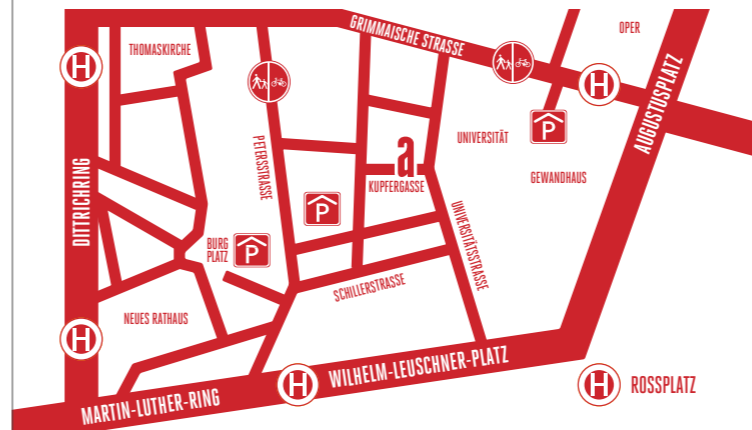 GRIMMAISCHE STRASSE
OPER
THOMASKIRCHE
H
H
AUGUSTUSPLATZ
P
UNIVERSITÄT
a
KUPFERGASSE
GEWANDHAUS
PETERSSTRASSE
DITTRICHRING
P
UNIVERSITÄTSSTRASSE
BURG
PLATZ
P
SCHILLERSTRASSE
NEUES RATHAUS
H
WILHELM-LEUSCHNER-PLATZ
H
H
ROSSPLATZ
MARTIN-LUTHER-RING